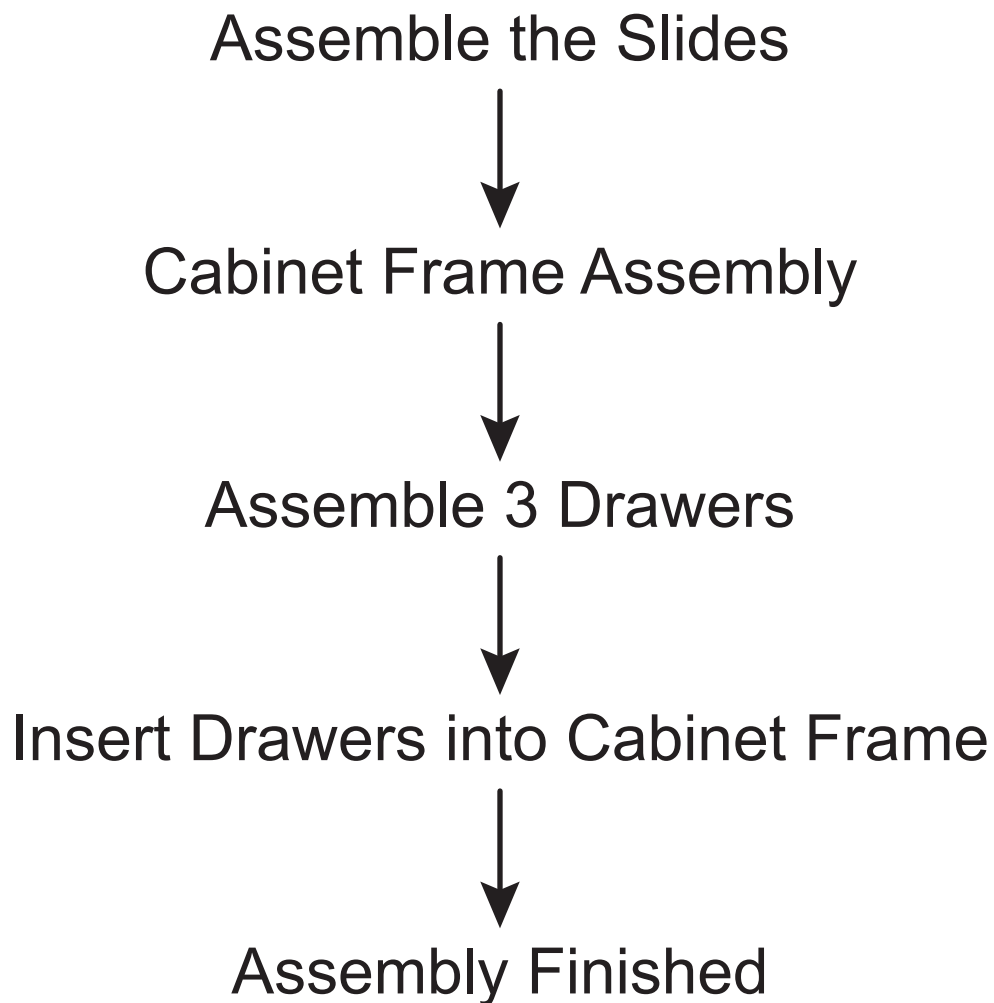 Assemble the Slides
Cabinet Frame Assembly
Assemble 3 Drawers
Insert Drawers into Cabinet Frame
Assembly Finished